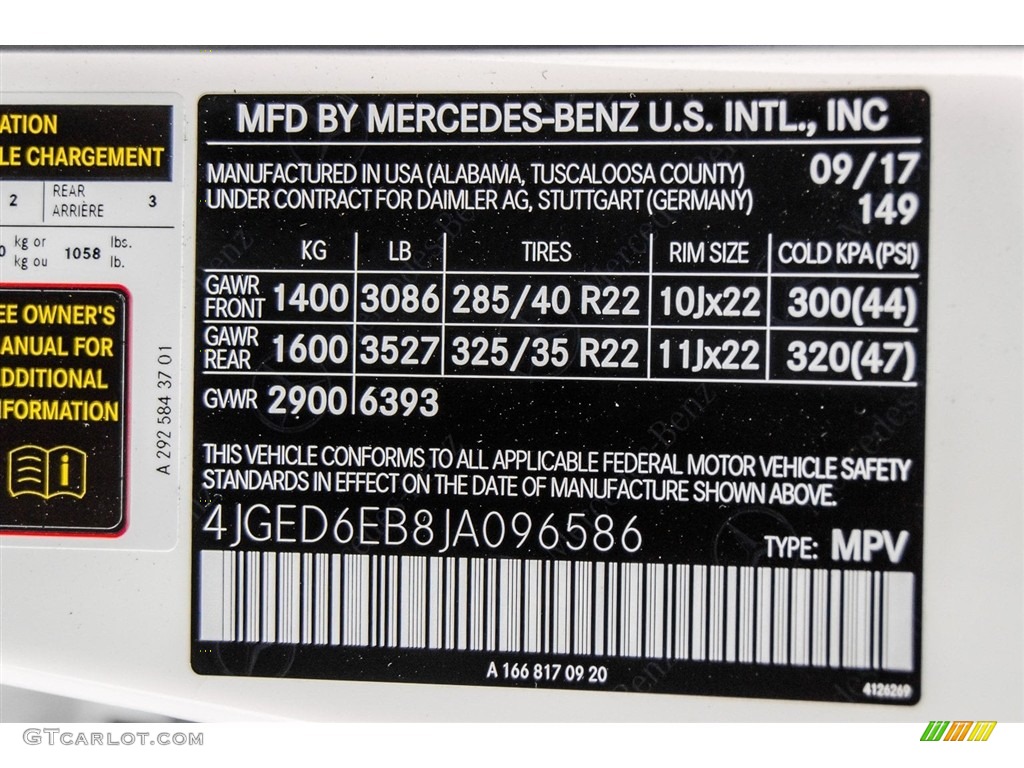 ATION
LE CHARGEMENT
2 REAR ARRIÈRE 3
0 kg or kg ou 1058 lbs. lb.
EE OWNER'S
ANUAL FOR
DDITIONAL
NFORMATION
A 292 584 37 01
MFD BY MERCEDES-BENZ U.S. INTL., INC
MANUFACTURED IN USA (ALABAMA, TUSCALOOSA COUNTY) 09/17
UNDER CONTRACT FOR DAIMLER AG, STUTTGART (GERMANY) 149
KG LB TIRES RIM SIZE COLD KPA(PSI)
GAWR FRONT 1400 3086 285/40 R22 10Jx22 300(44)
GAWR REAR 1600 3527 325/35 R22 11Jx22 320(47)
GVWR 2900 6393
THIS VEHICLE CONFORMS TO ALL APPLICABLE FEDERAL MOTOR VEHICLE SAFETY
STANDARDS IN EFFECT ON THE DATE OF MANUFACTURE SHOWN ABOVE.
4JGED6EB8JA096586 TYPE: MPV
A 166 817 09 20
4126269
GTCARLOT.COM